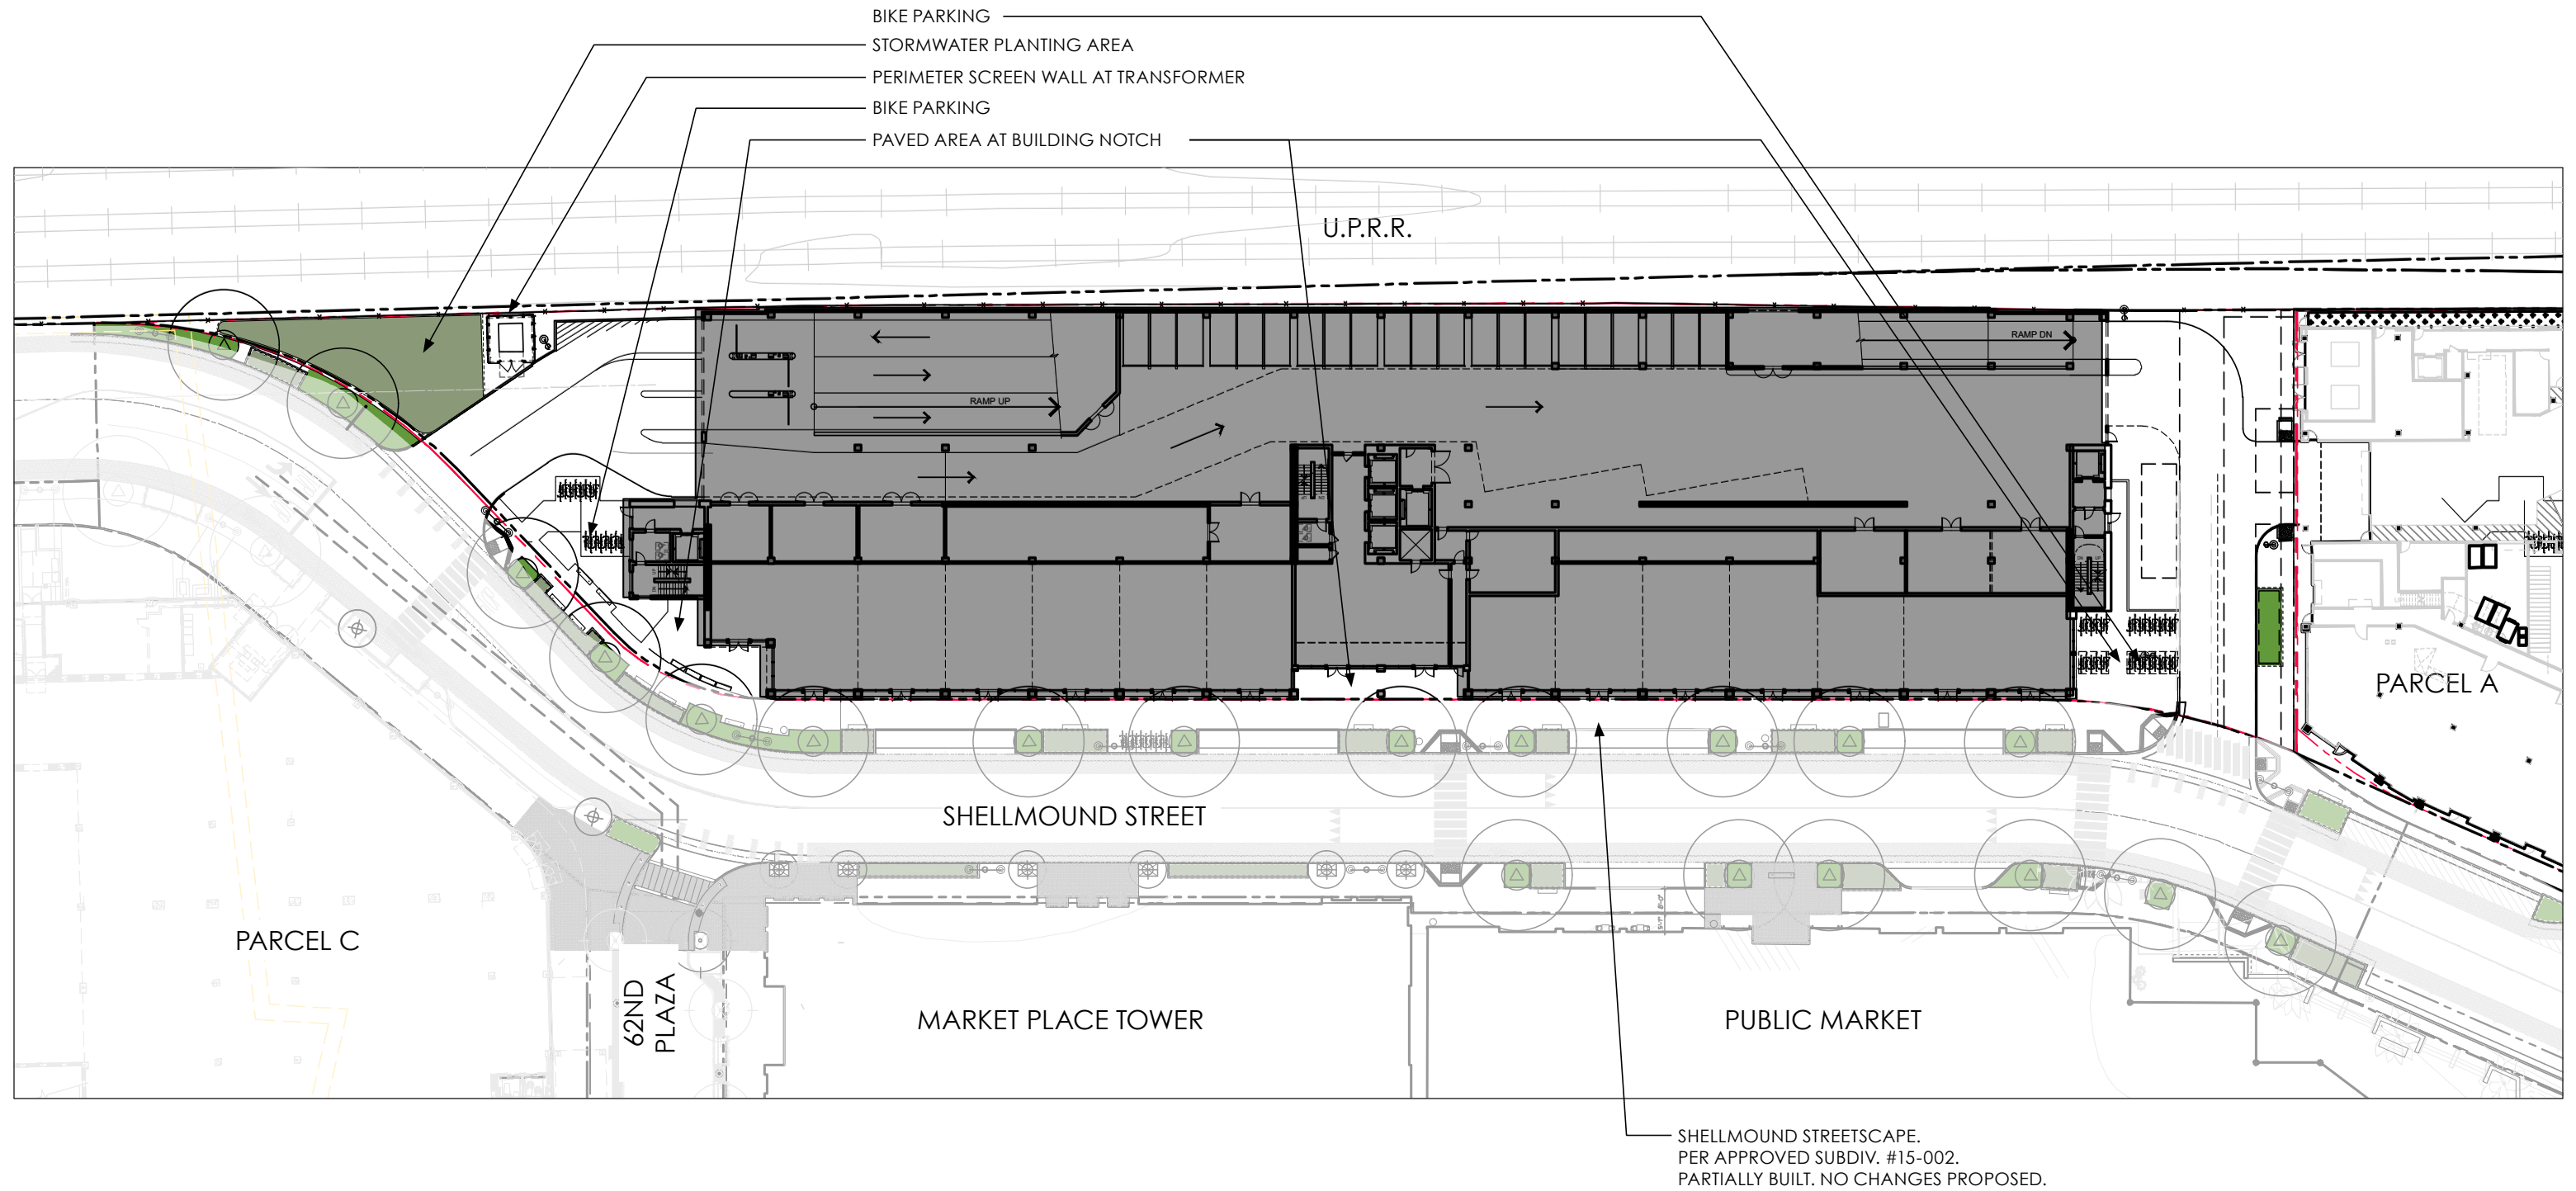 BIKE PARKING
STORMWATER PLANTING AREA
PERIMETER SCREEN WALL AT TRANSFORMER
BIKE PARKING
PAVED AREA AT BUILDING NOTCH
U.P.R.R.
RAMP DN
RAMP UP
PARCEL A
SHELLMOUND STREET
PARCEL C
62ND
PLAZA
MARKET PLACE TOWER
PUBLIC MARKET
SHELLMOUND STREETSCAPE.
PER APPROVED SUBDIV. #15-002.
PARTIALLY BUILT. NO CHANGES PROPOSED.